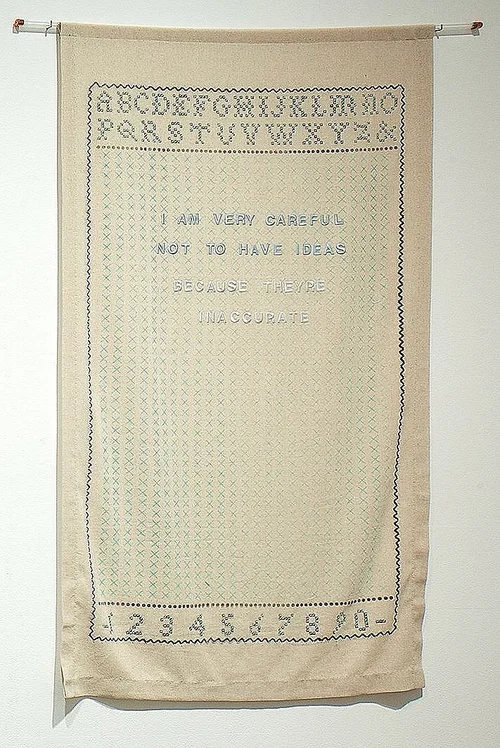 ABCDEFGHIJKLMNO
PQRSTUVWXYZ&
I AM VERY CAREFUL
NOT TO HAVE IDEAS
BECAUSE THEY'RE
INACCURATE
1234567890-